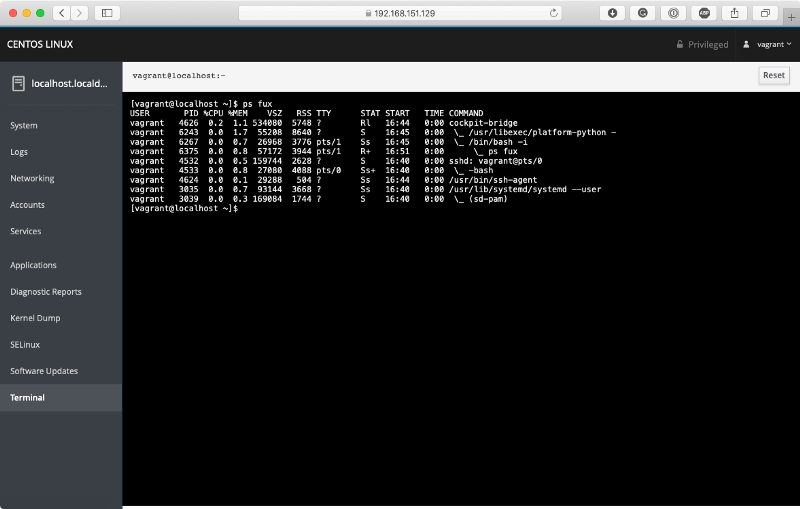 192.168.151.129
ABP
CENTOS LINUX
Privileged
vagrant
localhost.locald...
vagrant@localhost:~
Reset
System
Logs
Networking
Accounts
Services
Applications
Diagnostic Reports
Kernel Dump
SELinux
Software Updates
Terminal
[vagrant@localhost ~]$ ps fux
USER PID %CPU %MEM VSZ RSS TTY STAT START TIME COMMAND
vagrant 4626 0.2 1.1 534080 5748 ? Rl 16:44 0:00 cockpit-bridge
vagrant 6243 0.0 1.7 55208 8640 ? S 16:45 0:00 \_ /usr/libexec/platform-python -
vagrant 6267 0.0 0.7 26968 3776 pts/1 Ss 16:45 0:00 \_ /bin/bash -i
vagrant 6375 0.0 0.8 57172 3944 pts/1 R+ 16:51 0:00 \_ ps fux
vagrant 4532 0.0 0.5 159744 2628 ? S 16:40 0:00 sshd: vagrant@pts/0
vagrant 4533 0.0 0.8 27080 4088 pts/0 Ss+ 16:40 0:00 \_ -bash
vagrant 4624 0.0 0.1 29288 504 ? Ss 16:44 0:00 /usr/bin/ssh-agent
vagrant 3035 0.0 0.7 93144 3668 ? Ss 16:40 0:00 /usr/lib/systemd/systemd --user
vagrant 3039 0.0 0.3 169084 1744 ? S 16:40 0:00 \_ (sd-pam)
[vagrant@localhost ~]$